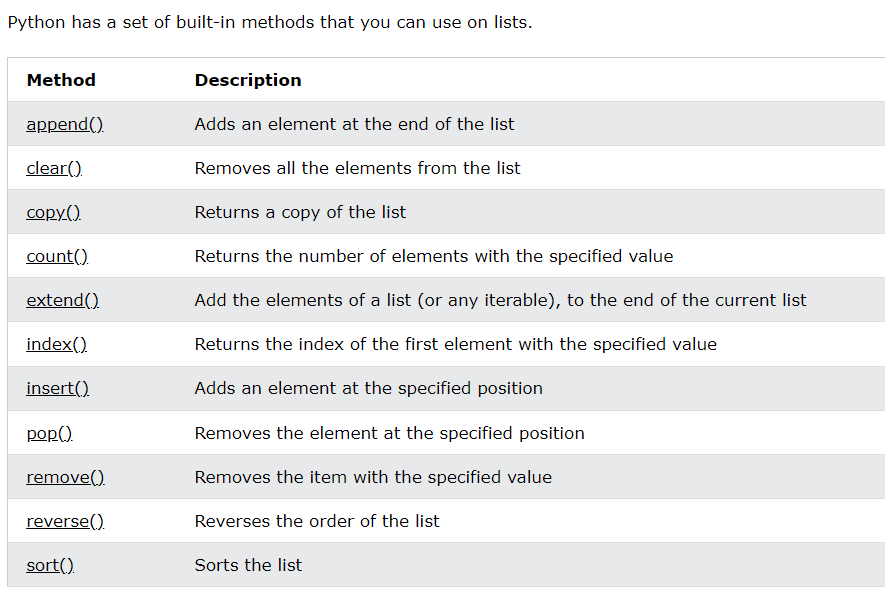 Python has a set of built-in methods that you can use on lists.
Method Description
append() Adds an element at the end of the list
clear() Removes all the elements from the list
copy() Returns a copy of the list
count() Returns the number of elements with the specified value
extend() Add the elements of a list (or any iterable), to the end of the current list
index() Returns the index of the first element with the specified value
insert() Adds an element at the specified position
pop() Removes the element at the specified position
remove() Removes the item with the specified value
reverse() Reverses the order of the list
sort() Sorts the list